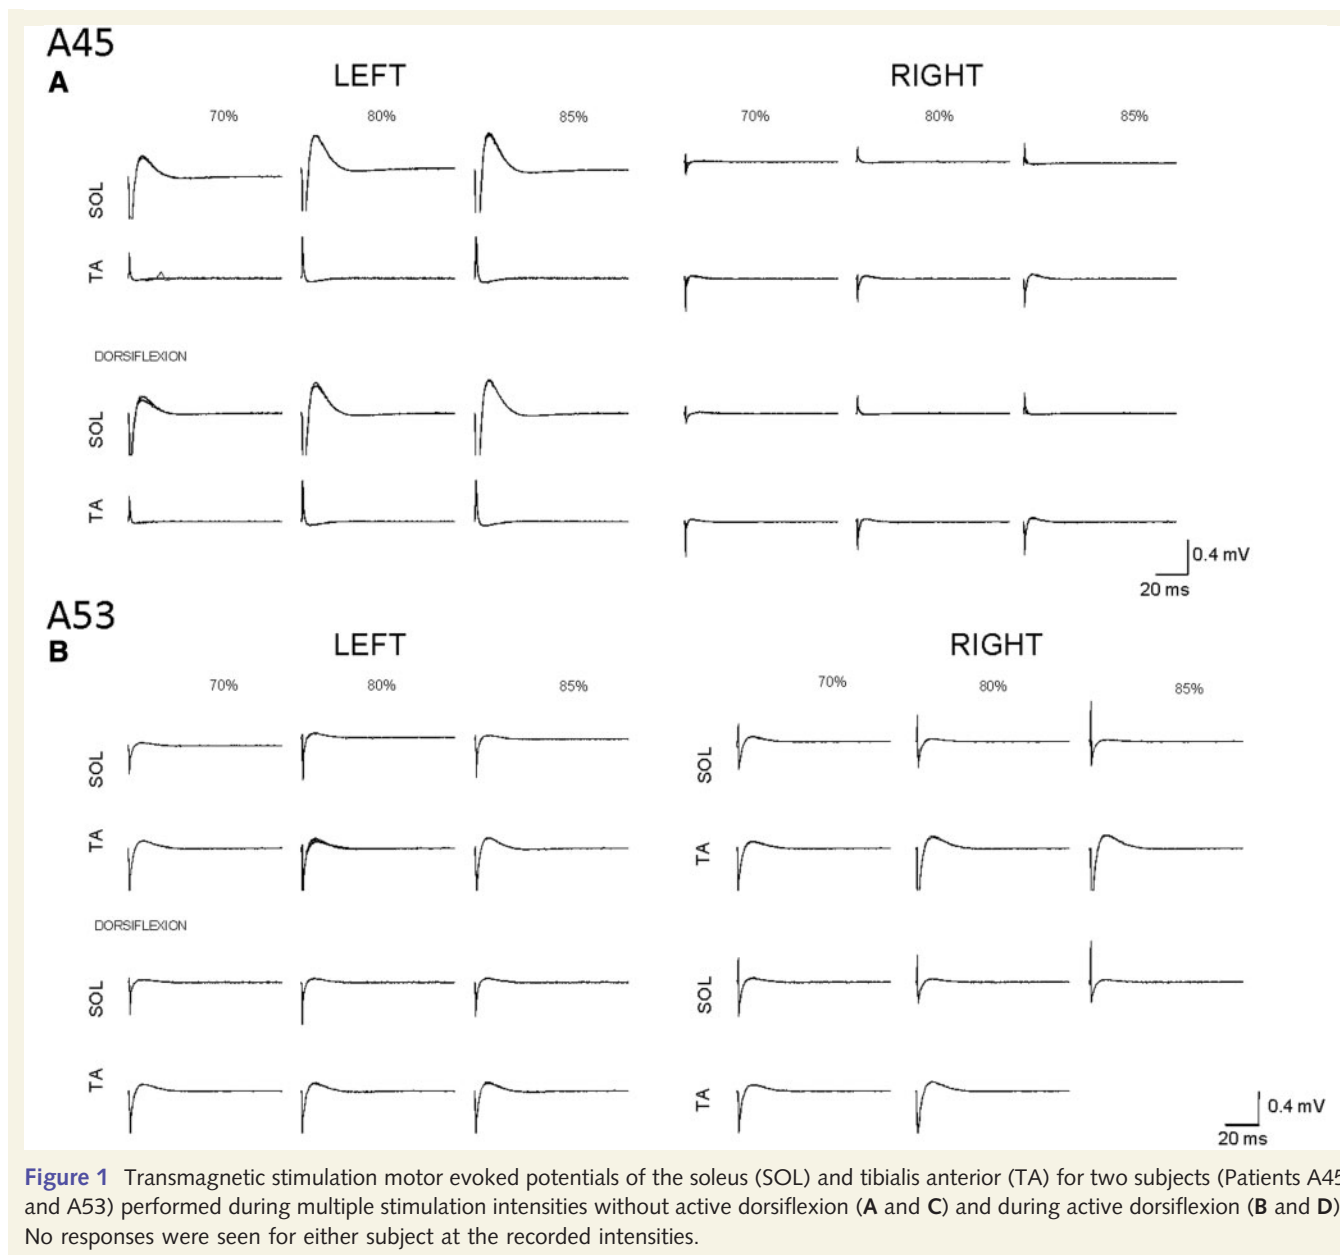 A45
A
LEFT
RIGHT
70% 80% 85% 70% 80% 85%
SOL
TA
DORSIFLEXION
SOL
TA
0.4 mV
20 ms
A53
B
LEFT
RIGHT
70% 80% 85% 70% 80% 85%
SOL SOL
TA TA
DORSIFLEXION
SOL SOL
TA TA
0.4 mV
20 ms
Figure 1 Transmagnetic stimulation motor evoked potentials of the soleus (SOL) and tibialis anterior (TA) for two subjects (Patients A45
and A53) performed during multiple stimulation intensities without active dorsiflexion (A and C) and during active dorsiflexion (B and D)
No responses were seen for either subject at the recorded intensities.